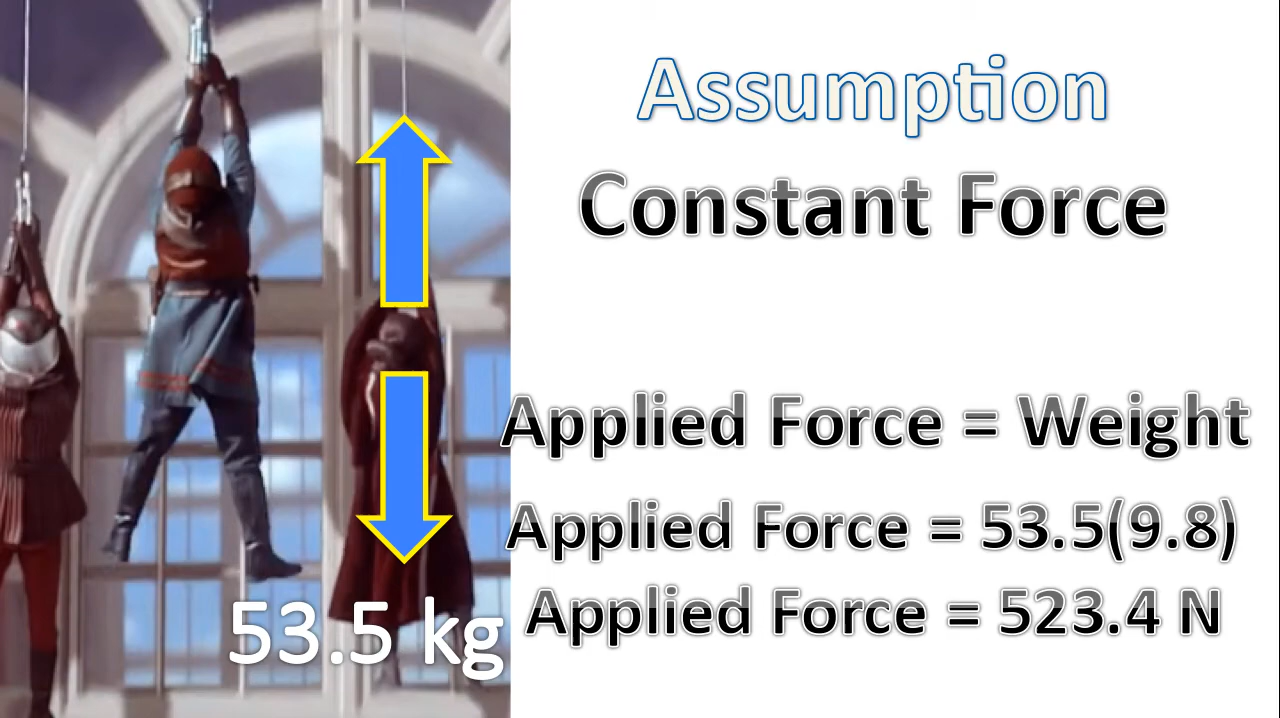 Assumption
Constant Force
Applied Force = Weight
Applied Force = 53.5(9.8)
Applied Force = 523.4 N
53.5 kg